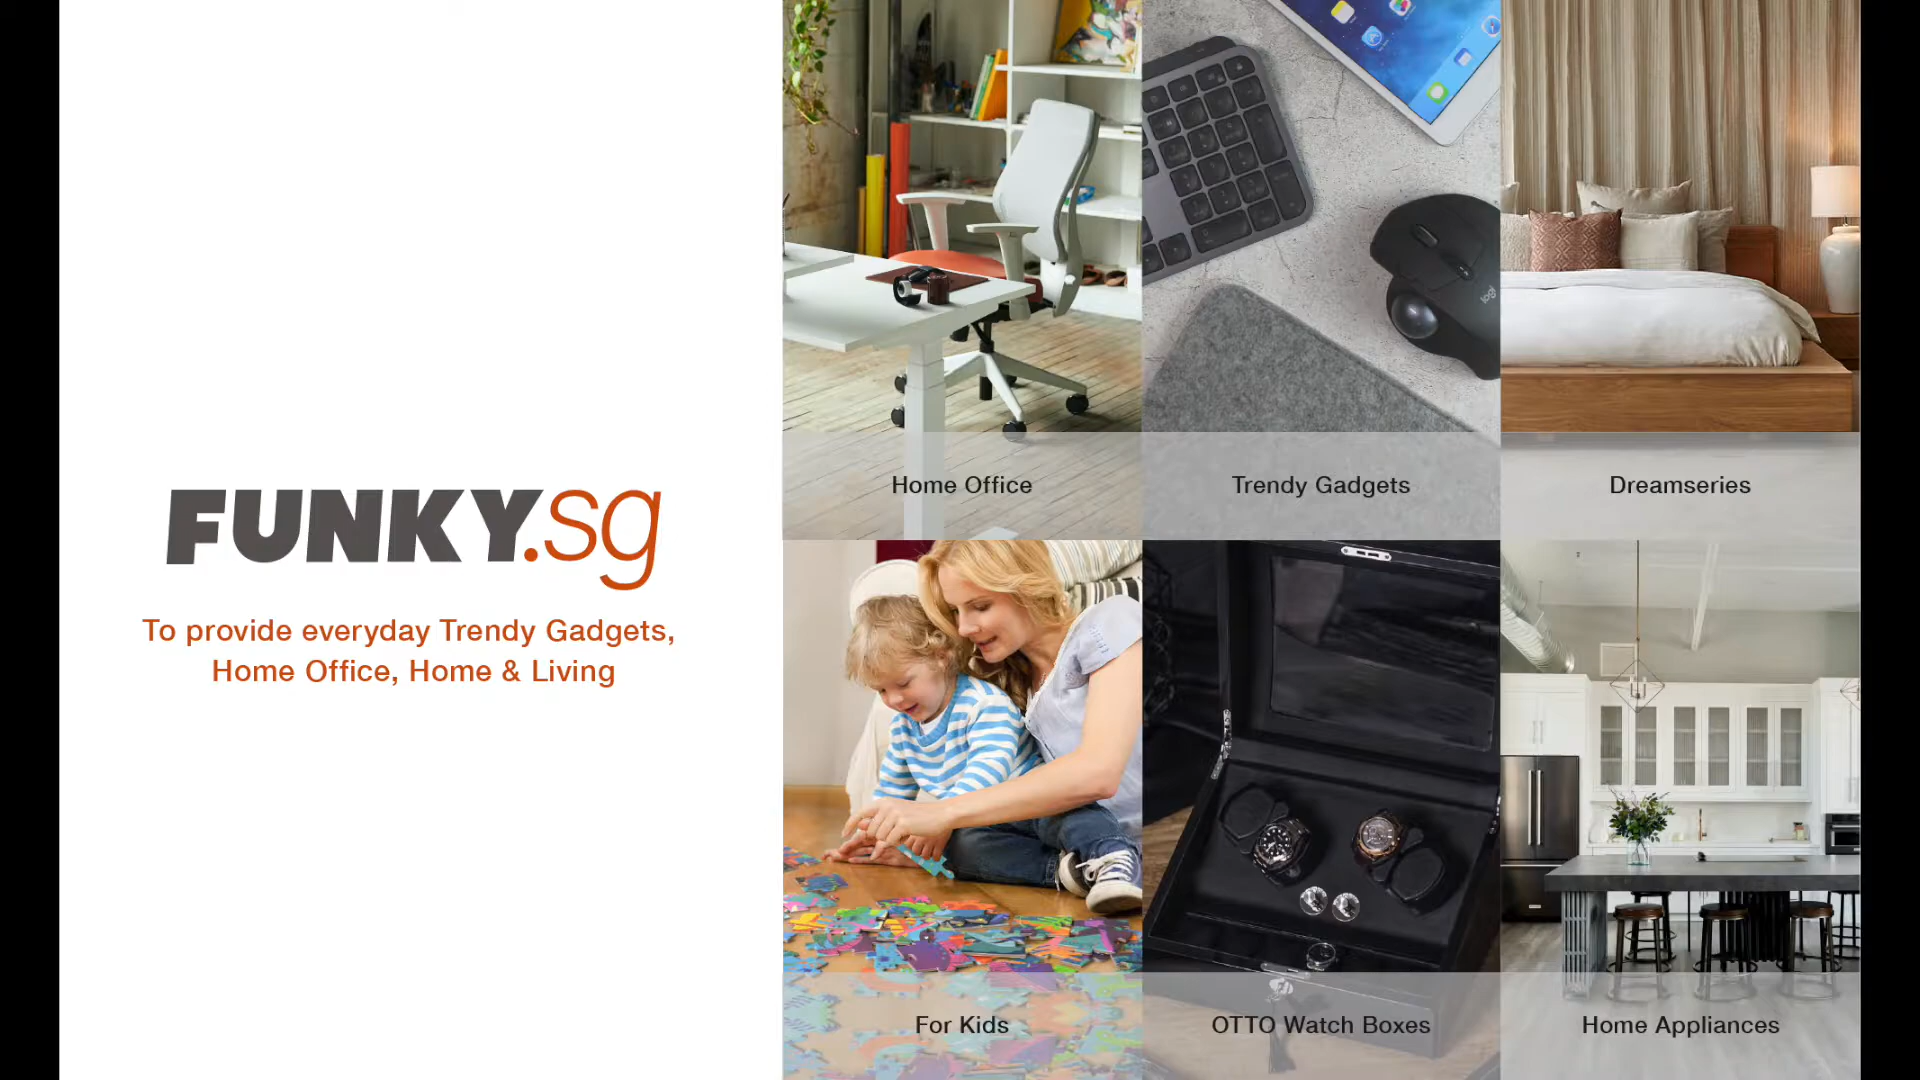 FUNKY.sg
To provide everyday Trendy Gadgets,
Home Office, Home & Living
Home Office
Trendy Gadgets
Dreamseries
For Kids
OTTO Watch Boxes
Home Appliances
logi